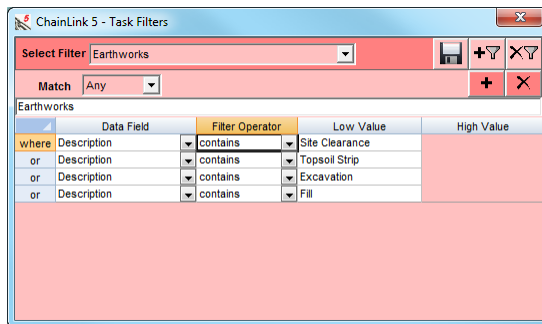 ChainLink 5 - Task Filters
Select Filter Earthworks
Match Any
Earthworks
Data Field Filter Operator Low Value High Value
where Description contains Site Clearance
or Description contains Topsoil Strip
or Description contains Excavation
or Description contains Fill